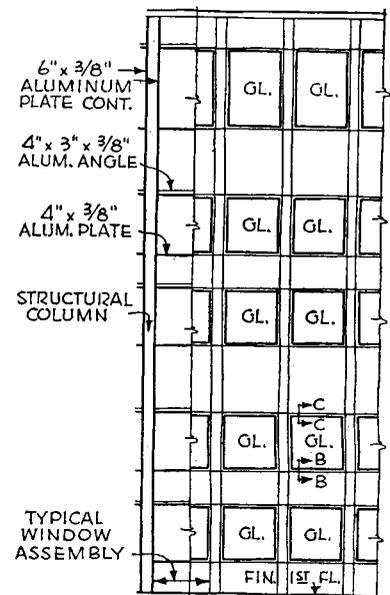 6" x 3/8"
ALUMINUM
PLATE CONT.
GL. GL.
4" x 3" x 3/8"
ALUM. ANGLE
4" x 3/8"
ALUM. PLATE
GL. GL.
STRUCTURAL
COLUMN
GL. GL.
C
C
GL. GL.
B
B
TYPICAL
WINDOW
ASSEMBLY
GL. GL.
FIN. 1ST FL.